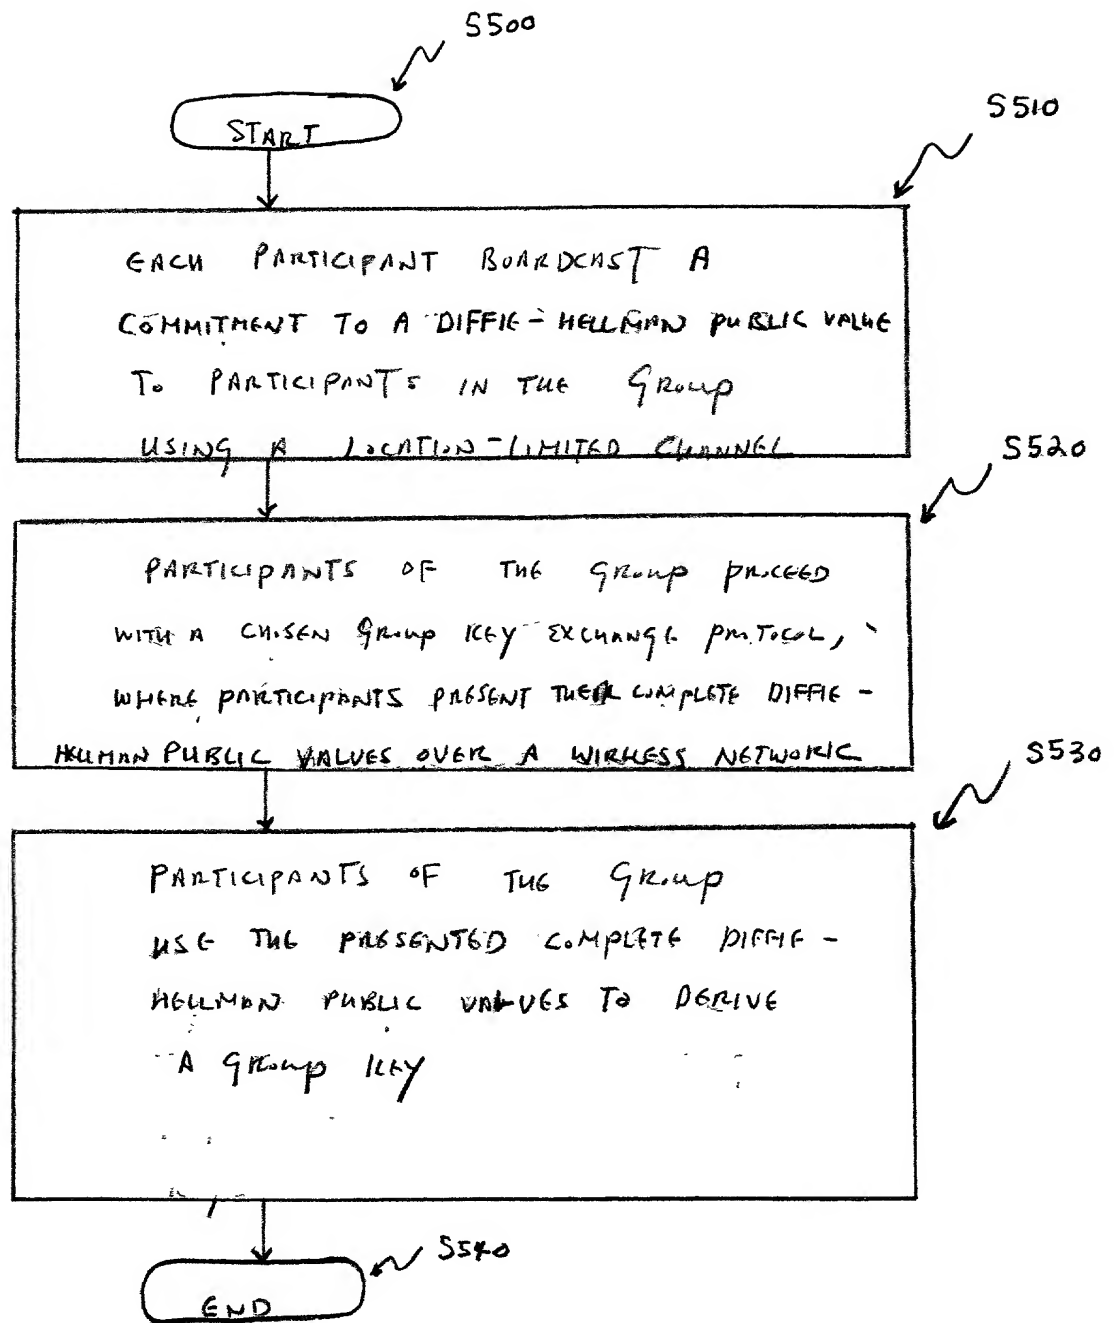 S500
START
S510
EACH PARTICIPANT BOARDCAST A
COMMITMENT TO A DIFFIE-HELLMAN PUBLIC VALUE
TO PARTICIPANTS IN THE GROUP
USING A LOCATION-LIMITED CHANNEL
S520
PARTICIPANTS OF THE GROUP PROCEED
WITH A CHOSEN GROUP KEY EXCHANGE PROTOCOL,
WHERE PARTICIPANTS PRESENT THEIR COMPLETE DIFFIE-
HELLMAN PUBLIC VALUES OVER A WIRLESS NETWORK
S530
PARTICIPANTS OF THE GROUP
USE THE PRESENTED COMPLETE DIFFIE-
HELLMAN PUBLIC VALUES TO DERIVE
A GROUP KEY
S540
END